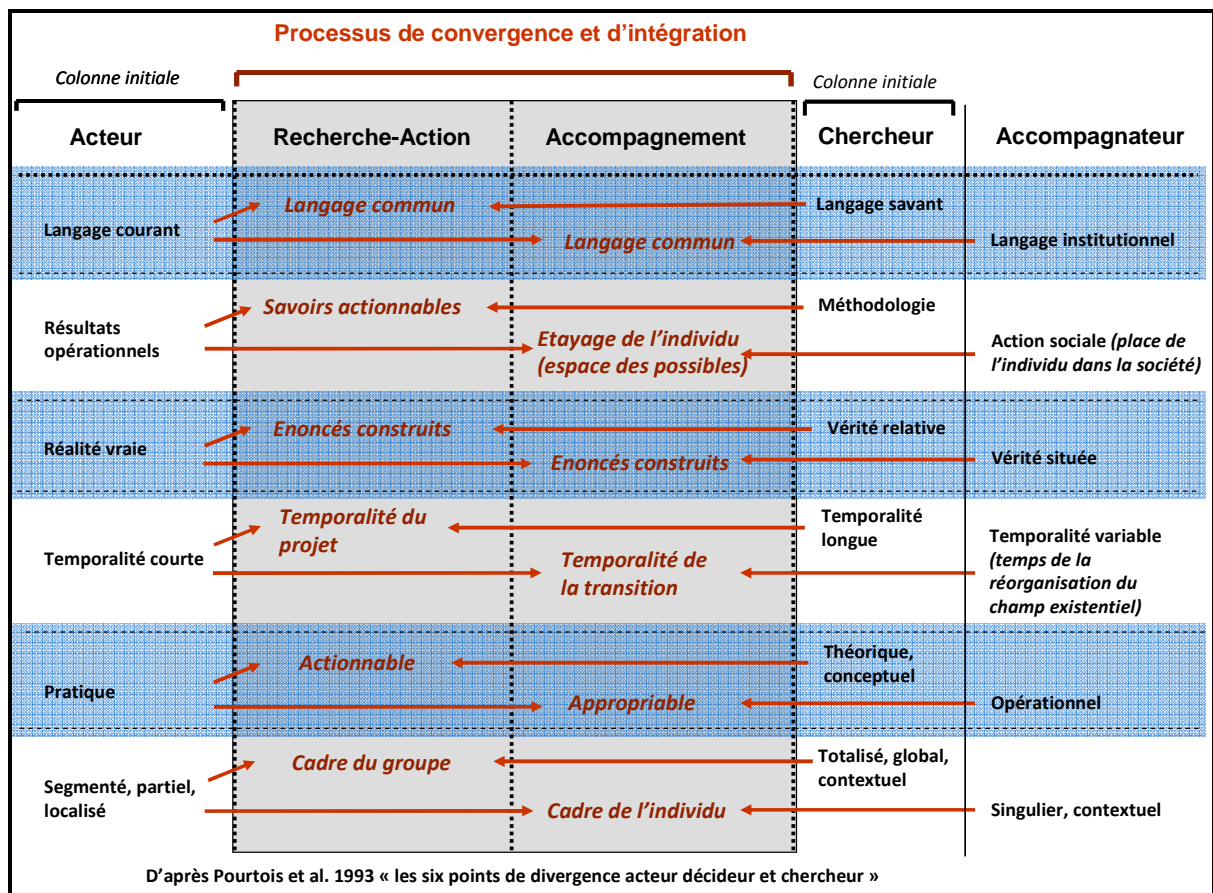 Processus de convergence et d'intégration
Colonne initiale
Colonne initiale
Acteur
Recherche-Action
Accompagnement
Chercheur
Accompagnateur
Langage courant
Langage commun
Langage commun
Langage savant
Langage institutionnel
Résultats
opérationnels
Savoirs actionnables
Etayage de l'individu
(espace des possibles)
Méthodologie
Action sociale (place de
l'individu dans la société)
Réalité vraie
Enoncés construits
Enoncés construits
Vérité relative
Vérité située
Temporalité courte
Temporalité du
projet
Temporalité de
la transition
Temporalité
longue
Temporalité variable
(temps de la
réorganisation du
champ existentiel)
Pratique
Actionnable
Appropriable
Théorique,
conceptuel
Opérationnel
Segmenté, partiel,
localisé
Cadre du groupe
Cadre de l'individu
Totalisé, global,
contextuel
Singulier, contextuel
D'après Pourtois et al. 1993 « les six points de divergence acteur décideur et chercheur »